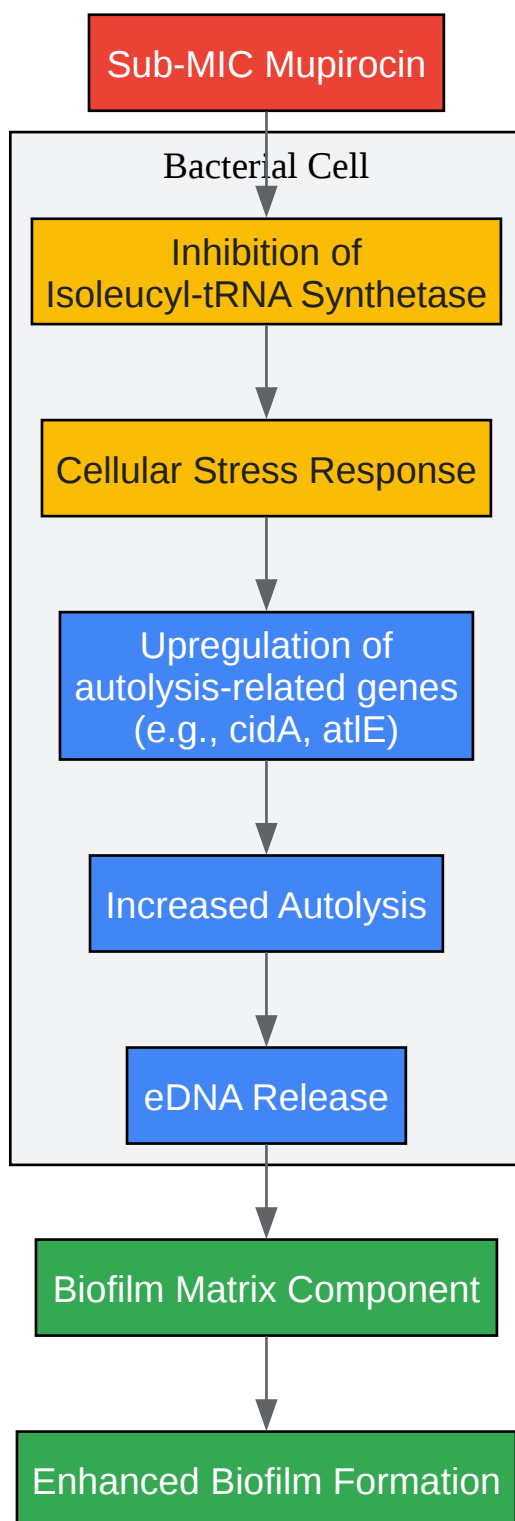 Sub-MIC Mupirocin
Bacterial Cell
Inhibition of
Isoleucyl-tRNA Synthetase
Cellular Stress Response
Upregulation of
autolysis-related genes
(e.g., cidA, atlE)
Increased Autolysis
eDNA Release
Biofilm Matrix Component
Enhanced Biofilm Formation